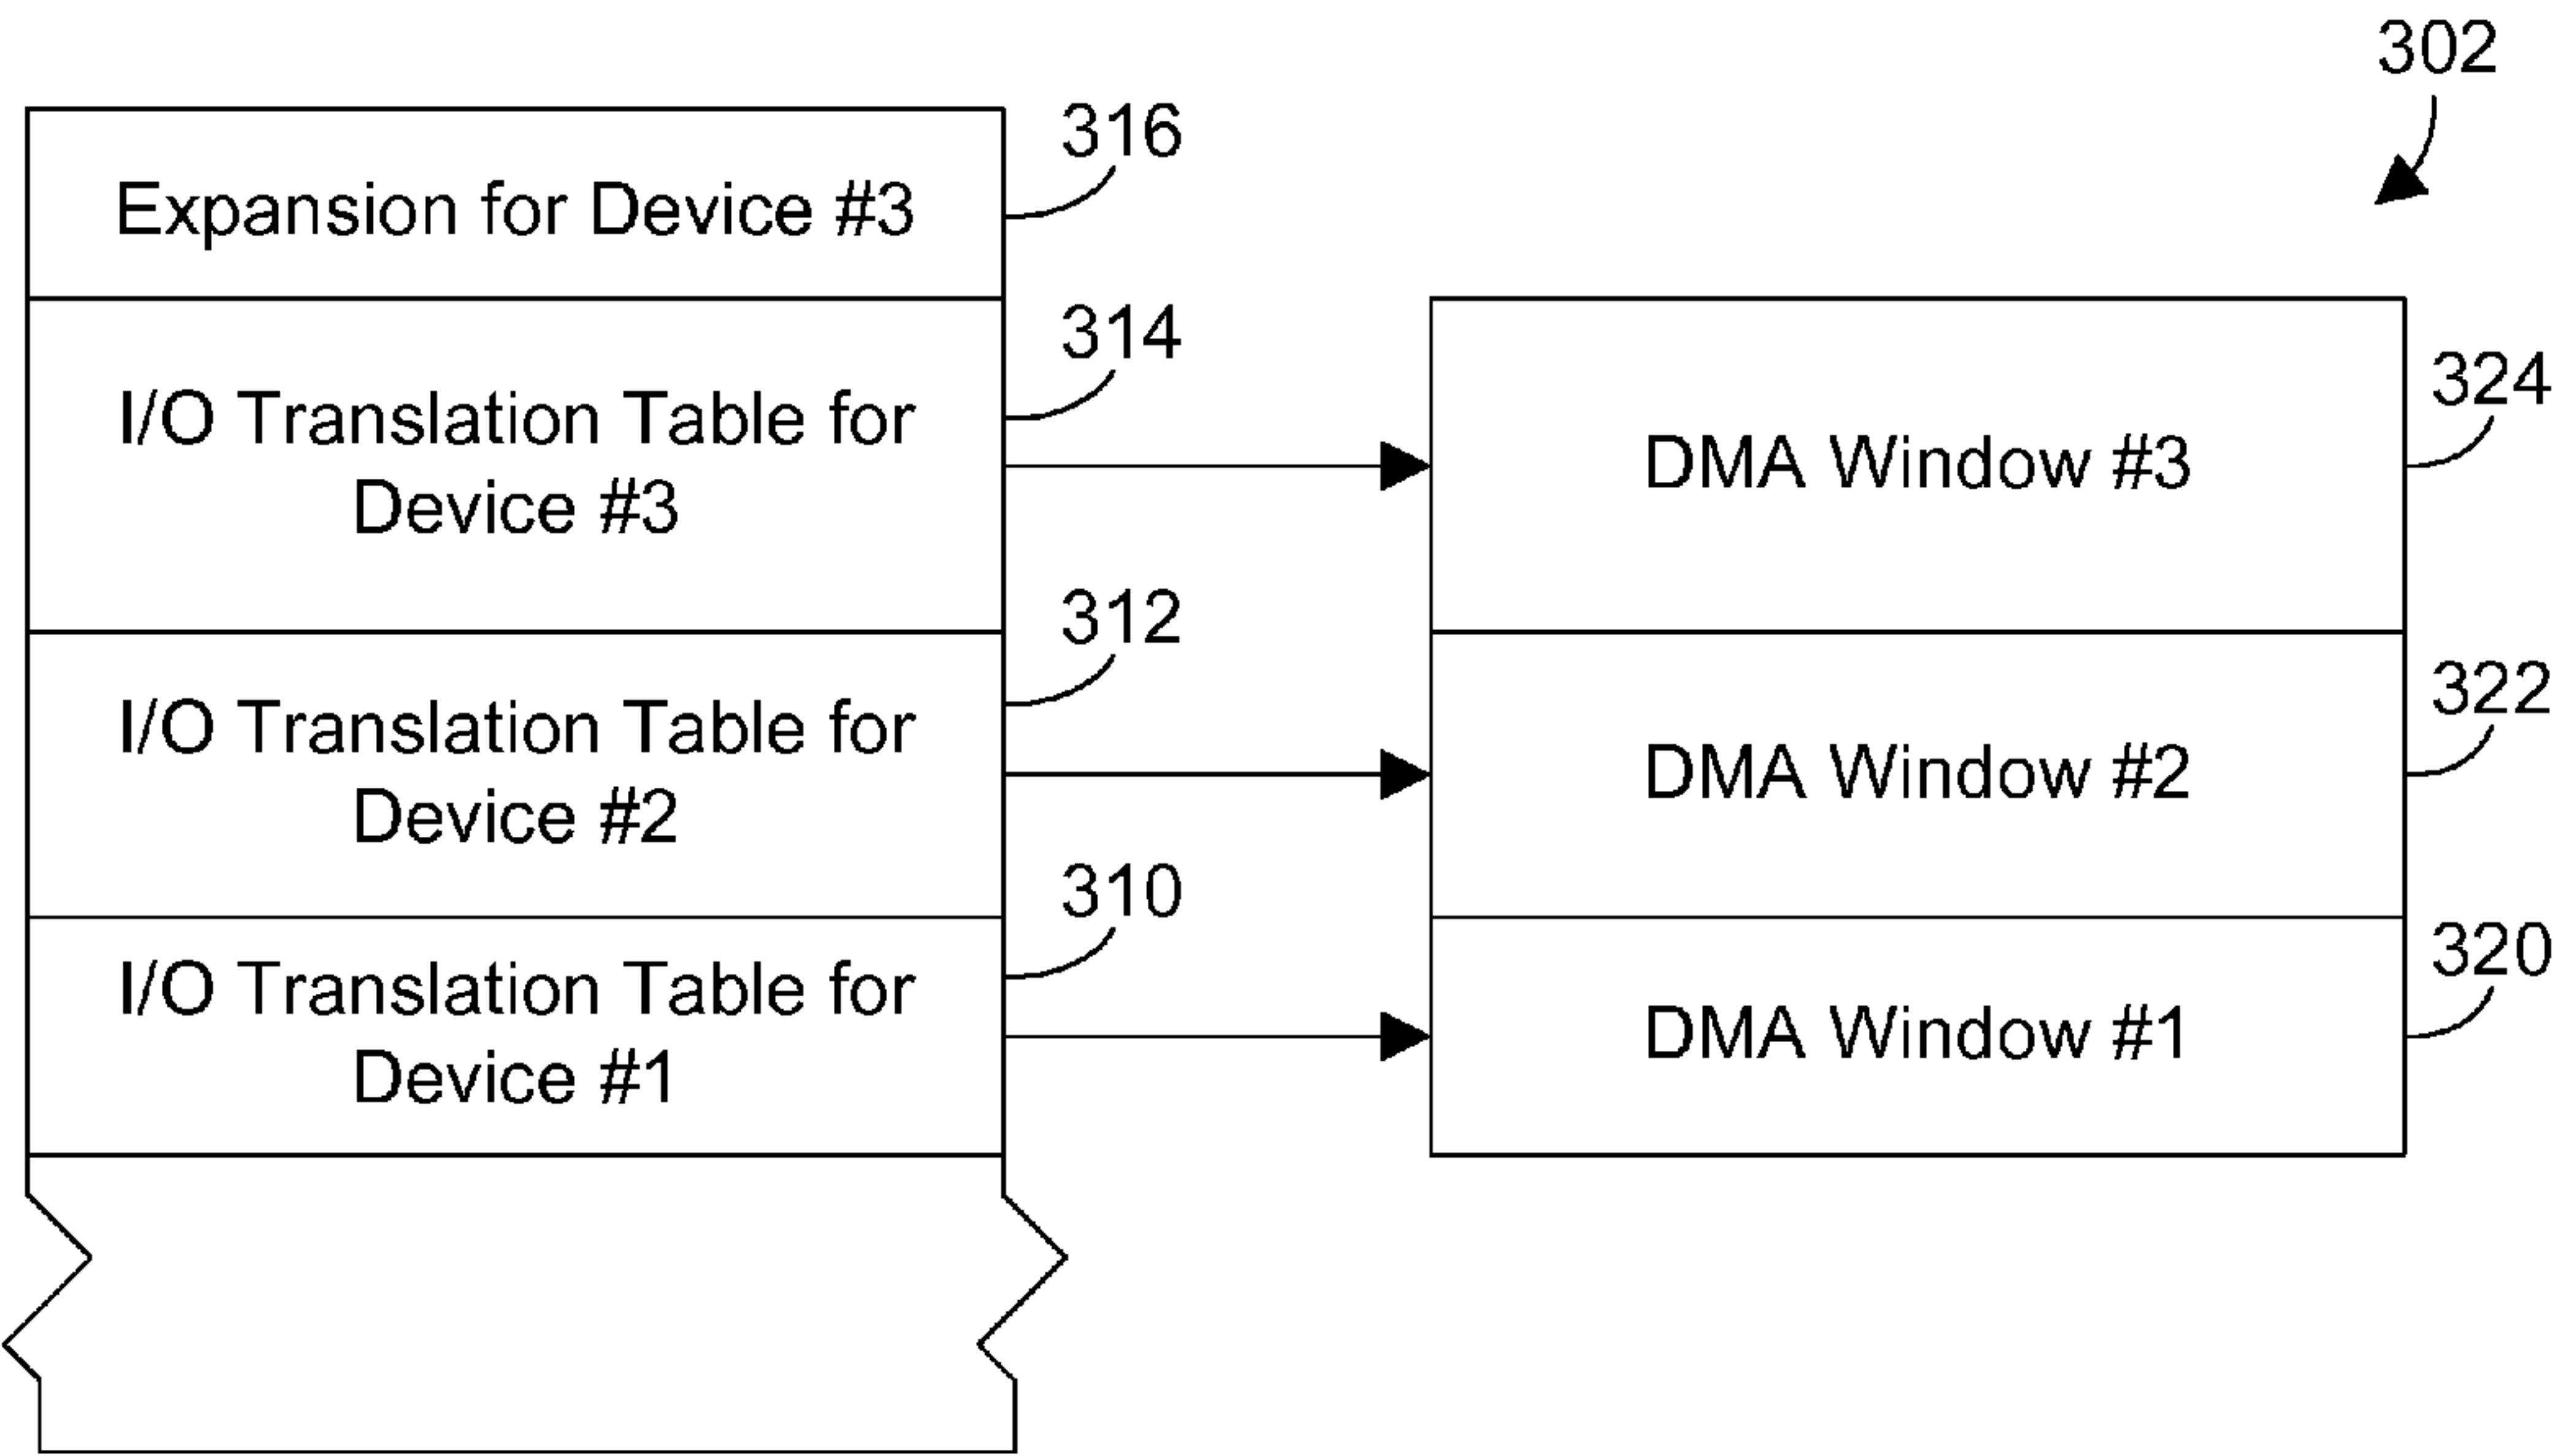 302
316
Expansion for Device #3
314
324
I/O Translation Table for
Device #3
DMA Window #3
312
322
I/O Translation Table for
Device #2
DMA Window #2
310
320
I/O Translation Table for
Device #1
DMA Window #1